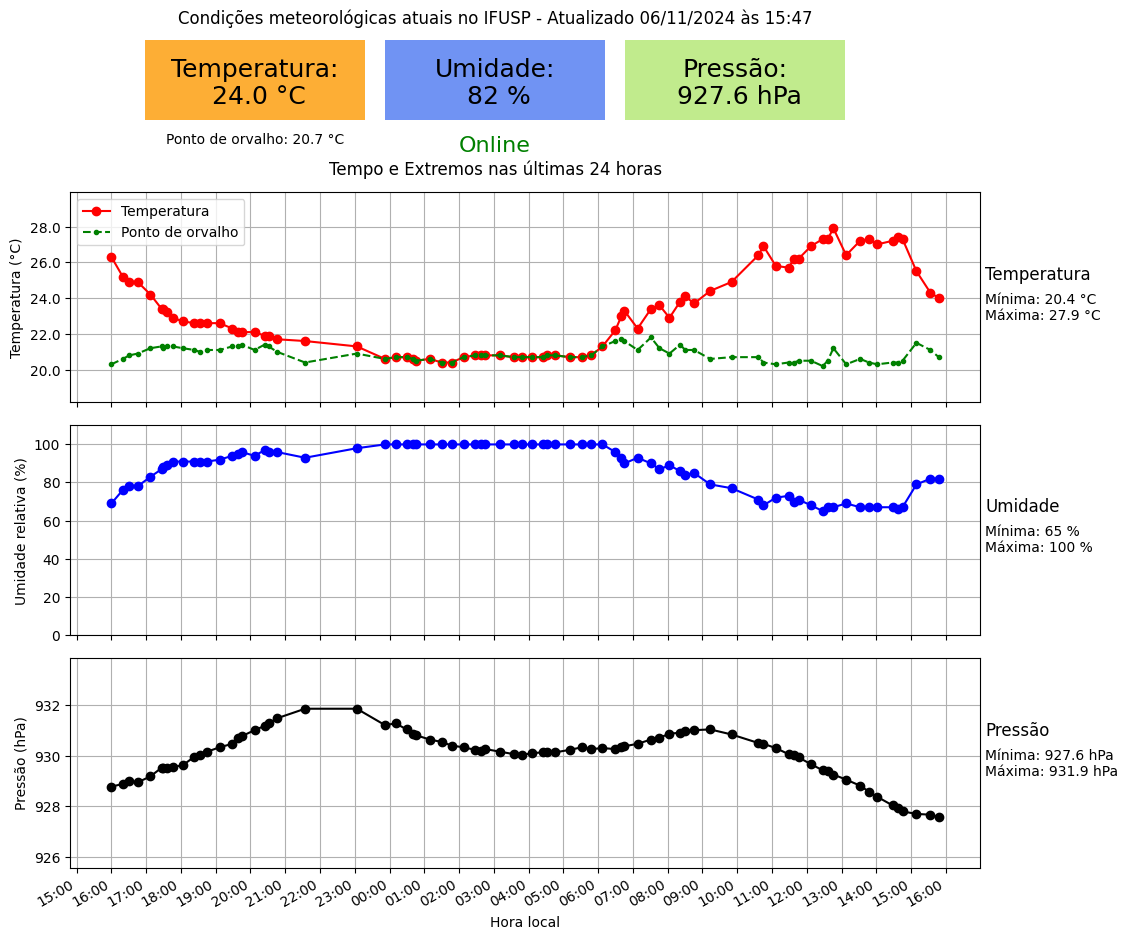 Condições meteorológicas atuais no IFUSP - Atualizado 06/11/2024 às 15:47
Temperatura:
24.0 °C
Umidade:
82 %
Pressão:
927.6 hPa
Ponto de orvalho: 20.7 °C
Online
Tempo e Extremos nas últimas 24 horas
Temperatura (°C)
28.0
26.0
24.0
22.0
20.0
Temperatura
Ponto de orvalho
Temperatura
Mínima: 20.4 °C
Máxima: 27.9 °C
Umidade relativa (%)
100
80
60
40
20
0
Umidade
Mínima: 65 %
Máxima: 100 %
Pressão (hPa)
932
930
928
926
Pressão
Mínima: 927.6 hPa
Máxima: 931.9 hPa
15:00 16:00 17:00 18:00 19:00 20:00 21:00 22:00 23:00 00:00 01:00 02:00 03:00 04:00 05:00 06:00 07:00 08:00 09:00 10:00 11:00 12:00 13:00 14:00 15:00 16:00
Hora local